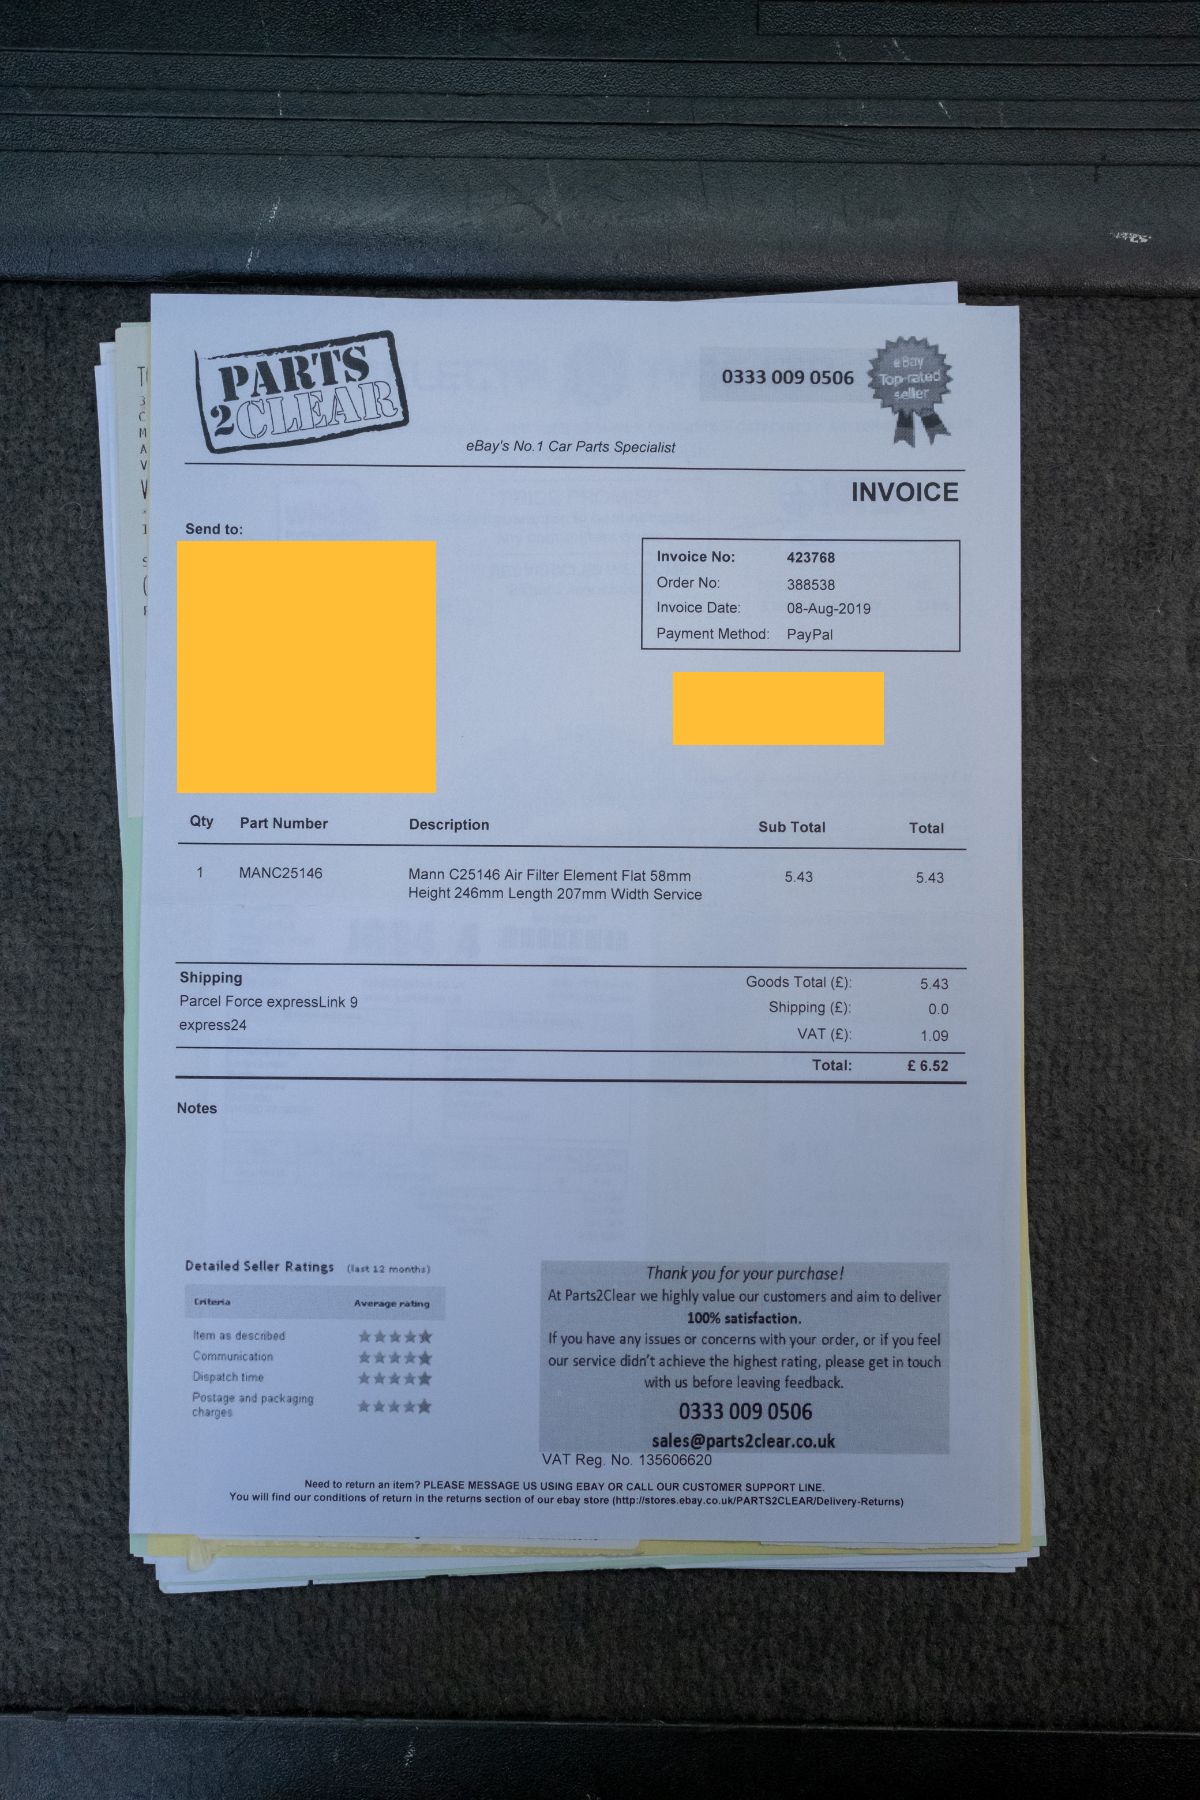 PARTS
2CLEAR
0333 009 0506
eBay
Top-rated
seller
eBay's No.1 Car Parts Specialist
INVOICE
Send to:
Invoice No: 423768
Order No: 388538
Invoice Date: 08-Aug-2019
Payment Method: PayPal
Qty Part Number Description Sub Total Total
1 MANC25146 Mann C25146 Air Filter Element Flat 58mm 5.43 5.43
Height 246mm Length 207mm Width Service
Shipping
Parcel Force expressLink 9
express24
Goods Total (£): 5.43
Shipping (£): 0.0
VAT (£): 1.09
Total: £ 6.52
Notes
Detailed Seller Ratings (last 12 months)
Criteria Average rating
Item as described
Communication
Dispatch time
Postage and packaging
charges
Thank you for your purchase!
At Parts2Clear we highly value our customers and aim to deliver
100% satisfaction.
If you have any issues or concerns with your order, or if you feel
our service didn't achieve the highest rating, please get in touch
with us before leaving feedback.
0333 009 0506
sales@parts2clear.co.uk
VAT Reg. No. 135606620
Need to return an item? PLEASE MESSAGE US USING EBAY OR CALL OUR CUSTOMER SUPPORT LINE.
You will find our conditions of return in the returns section of our ebay store (http://stores.ebay.co.uk/PARTS2CLEAR/Delivery-Returns)